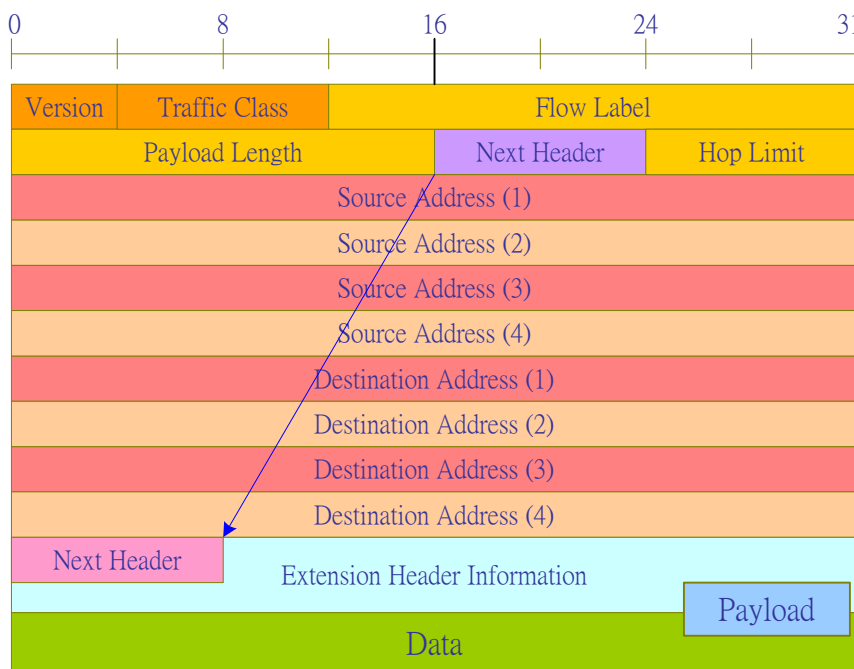 0 8 16 24 31
Version Traffic Class Flow Label
Payload Length Next Header Hop Limit
Source Address (1)
Source Address (2)
Source Address (3)
Source Address (4)
Destination Address (1)
Destination Address (2)
Destination Address (3)
Destination Address (4)
Next Header
Extension Header Information
Payload
Data